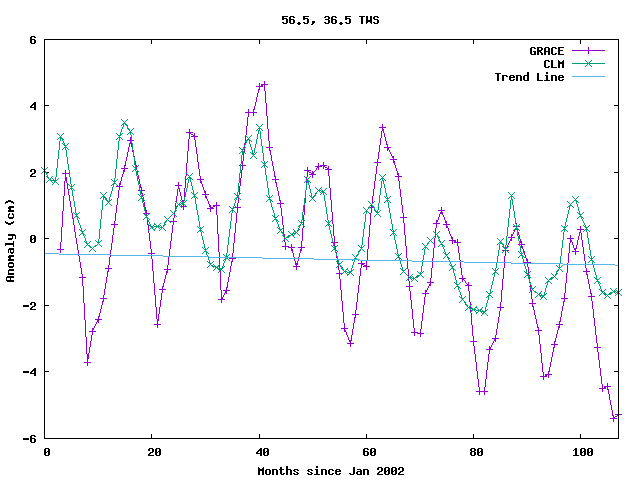 56.5, 36.5 TWS
GRACE
CLM
Trend Line
6
4
2
0
-2
-4
-6
Anomaly (cm)
0 20 40 60 80 100
Months since Jan 2002